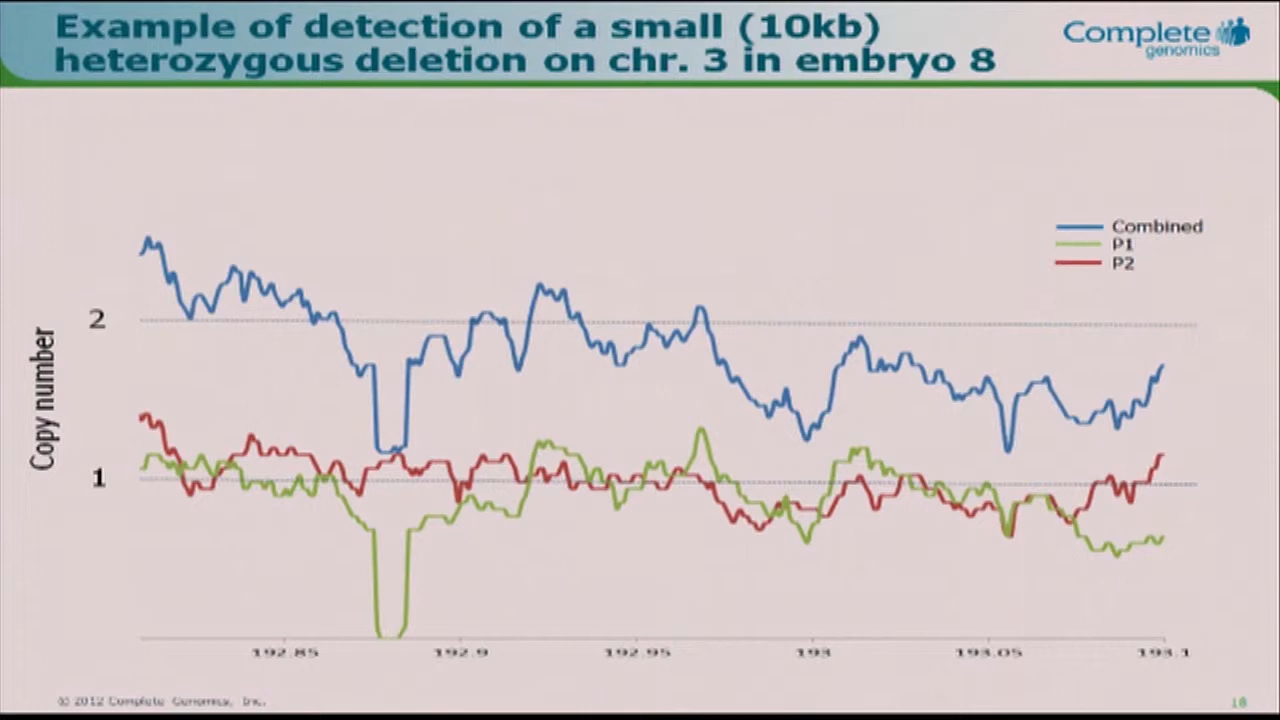 Example of detection of a small (10kb)
heterozygous deletion on chr. 3 in embryo 8
Complete
genomics
Combined
P1
P2
2
Copy number
1
192.85
192.9
192.95
193
193.05
193.1
© 2012 Complete Genomics, Inc.
18